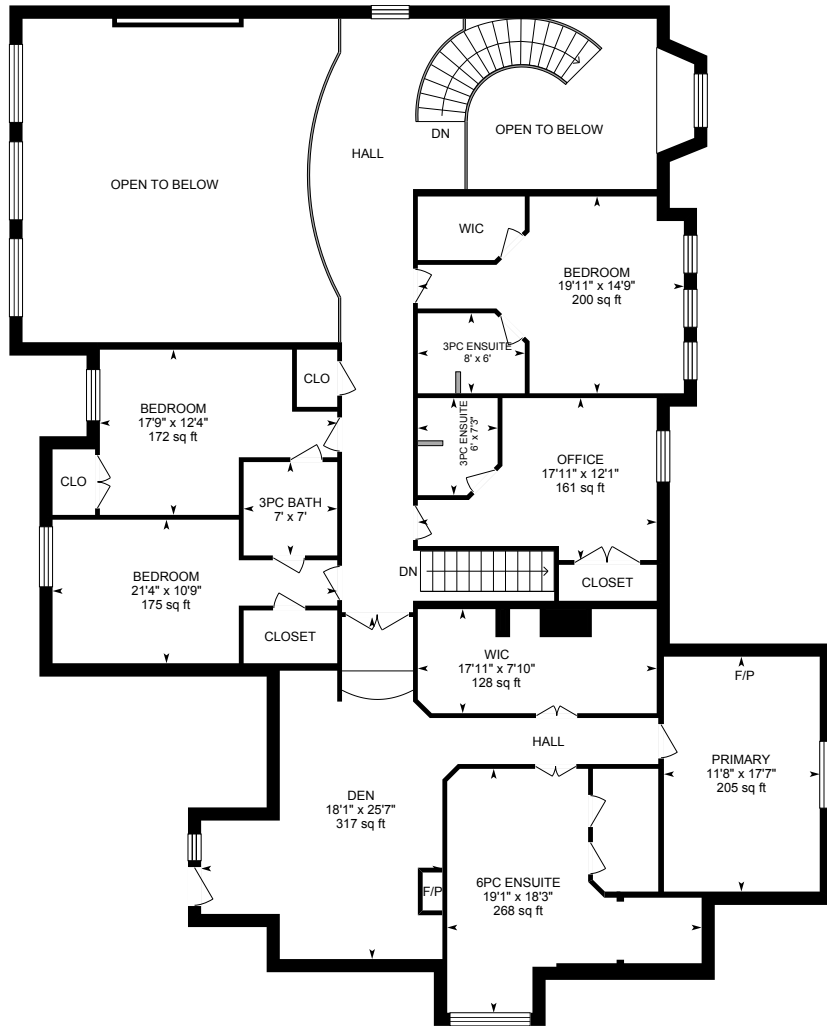 DN
HALL
OPEN TO BELOW
OPEN TO BELOW
WIC
BEDROOM
19'11" x 14'9"
200 sq ft
3PC ENSUITE
8' x 6'
CLO
BEDROOM
17'9" x 12'4"
172 sq ft
3PC ENSUITE
6' x 7'3"
OFFICE
17'11" x 12'1"
161 sq ft
CLO
3PC BATH
7' x 7'
DN
BEDROOM
21'4" x 10'9"
175 sq ft
CLOSET
CLOSET
WIC
17'11" x 7'10"
128 sq ft
F/P
HALL
PRIMARY
11'8" x 17'7"
205 sq ft
DEN
18'1" x 25'7"
317 sq ft
F/P
6PC ENSUITE
19'1" x 18'3"
268 sq ft